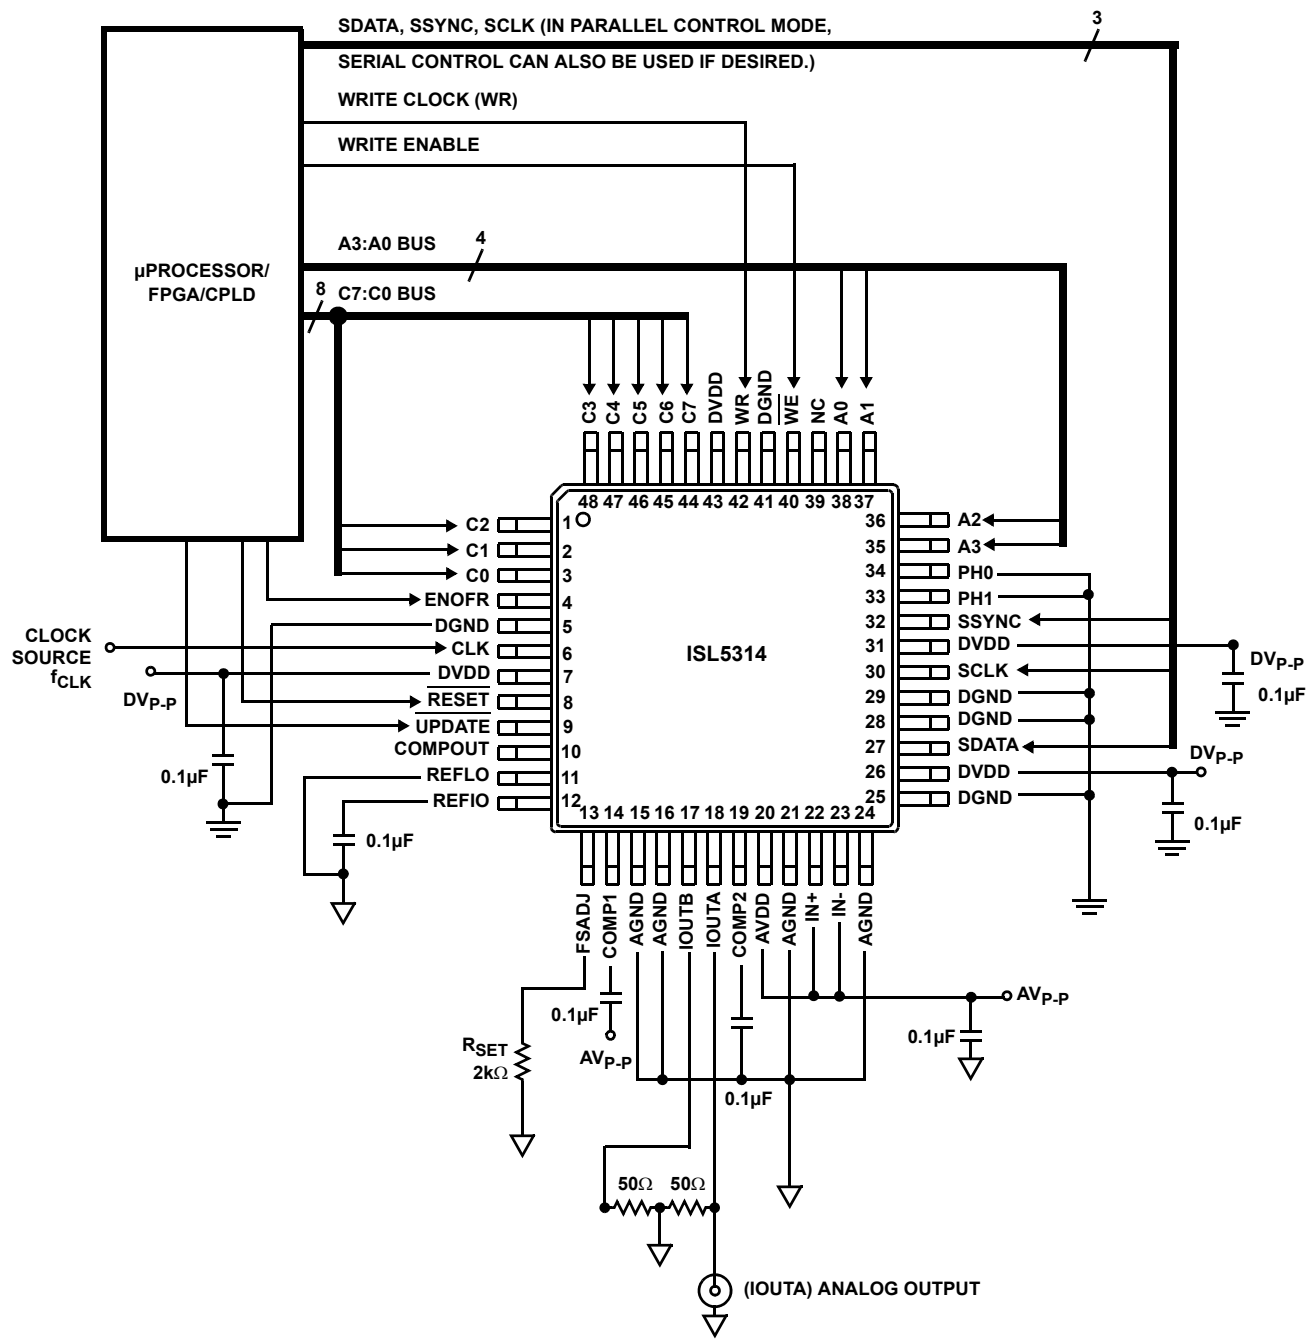 SDATA, SSYNC, SCLK (IN PARALLEL CONTROL MODE,
3
SERIAL CONTROL CAN ALSO BE USED IF DESIRED.)
WRITE CLOCK (WR)
WRITE ENABLE
A3:A0 BUS
4
µPROCESSOR/
FPGA/CPLD
8
C7:C0 BUS
C3
C4
C5
C6
C7
DVDD
WR
DGND
WE
NC
A0
A1
48 47 46 45 44 43 42 41 40 39 38 37
C2
1
C1
2
C0
3
ENOFR
4
DGND
5
CLOCK
SOURCE
fCLK
CLK
6
DVP-P
DVDD
7
RESET
8
UPDATE
9
COMPOUT
10
0.1µF
REFLO
11
REFIO
12
0.1µF
ISL5314
36
A2
35
A3
34
PH0
33
PH1
32
SSYNC
31
DVDD
DVP-P
0.1µF
30
SCLK
29
DGND
28
DGND
27
SDATA
26
DVDD
DVP-P
0.1µF
25
DGND
13 14 15 16 17 18 19 20 21 22 23 24
FSADJ
COMP1
AGND
AGND
IOUTB
IOUTA
COMP2
AVDD
AGND
IN+
IN-
AGND
AVP-P
0.1µF
0.1µF
RSET
2kΩ
AVP-P
0.1µF
50Ω
50Ω
(IOUTA) ANALOG OUTPUT